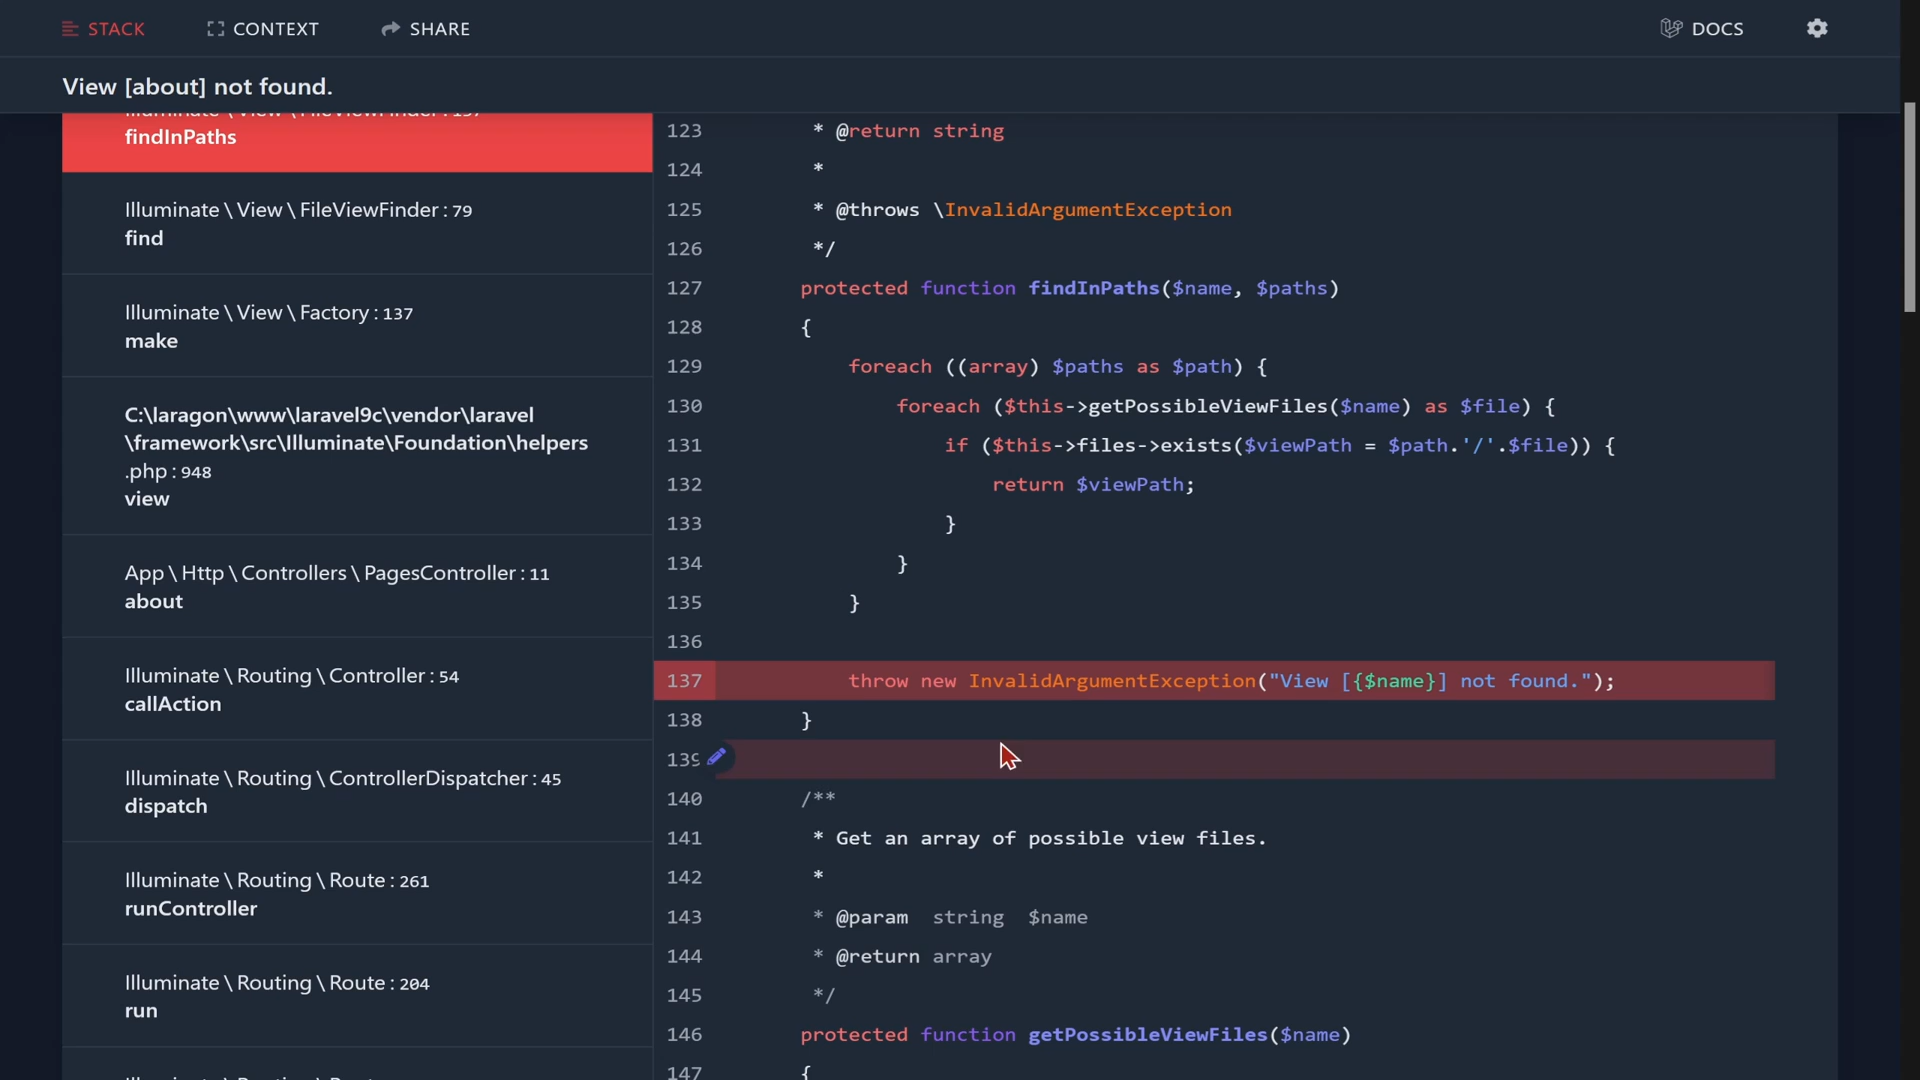 STACK CONTEXT SHARE DOCS
View [about] not found.
findInPaths
Illuminate \ View \ FileViewFinder : 79
find
Illuminate \ View \ Factory : 137
make
C:\laragon\www\laravel9c\vendor\laravel
\framework\src\Illuminate\Foundation\helpers
.php : 948
view
App \ Http \ Controllers \ PagesController : 11
about
Illuminate \ Routing \ Controller : 54
callAction
Illuminate \ Routing \ ControllerDispatcher : 45
dispatch
Illuminate \ Routing \ Route : 261
runController
Illuminate \ Routing \ Route : 204
run
123 * @return string
124 *
125 * @throws \InvalidArgumentException
126 */
127 protected function findInPaths($name, $paths)
128 {
129 foreach ((array) $paths as $path) {
130 foreach ($this->getPossibleViewFiles($name) as $file) {
131 if ($this->files->exists($viewPath = $path.'/'.$file)) {
132 return $viewPath;
133 }
134 }
135 }
136
137 throw new InvalidArgumentException("View [{$name}] not found.");
138 }
139
140 /**
141 * Get an array of possible view files.
142 *
143 * @param string $name
144 * @return array
145 */
146 protected function getPossibleViewFiles($name)
147 {